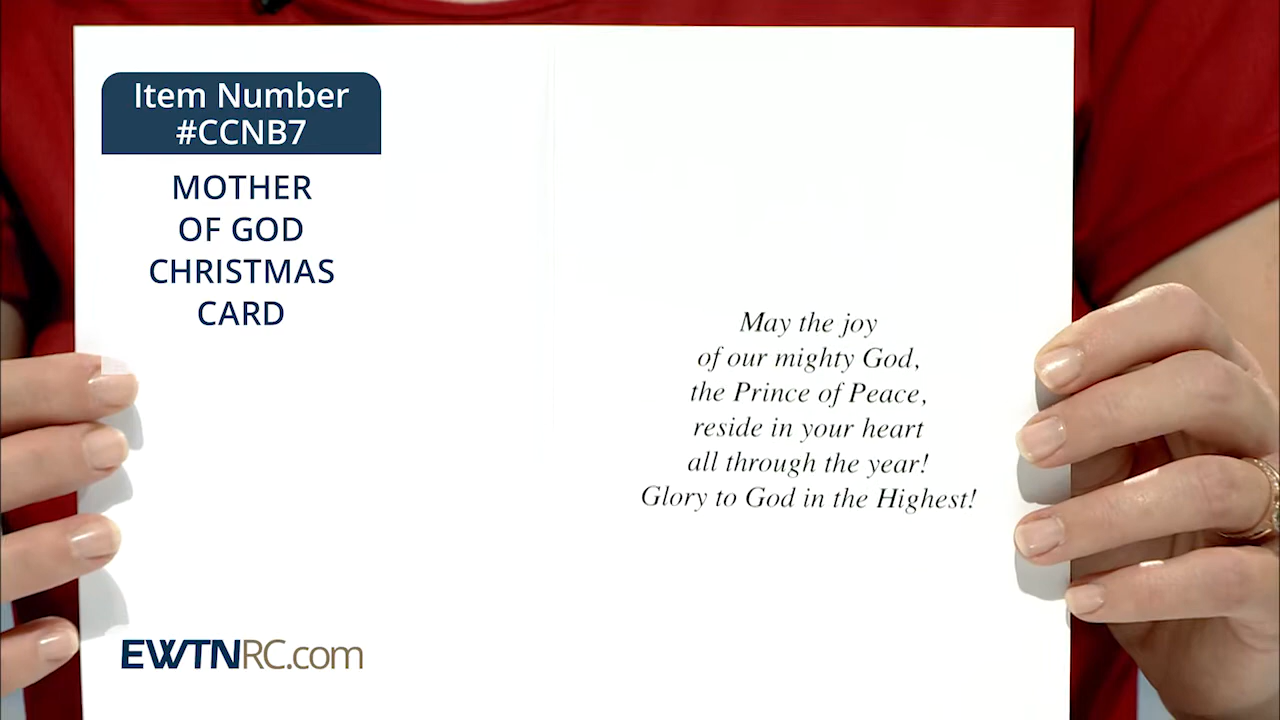 Item Number
#CCNB7
MOTHER
OF GOD
CHRISTMAS
CARD
May the joy
of our mighty God,
the Prince of Peace,
reside in your heart
all through the year!
Glory to God in the Highest!
EWTNRC.com